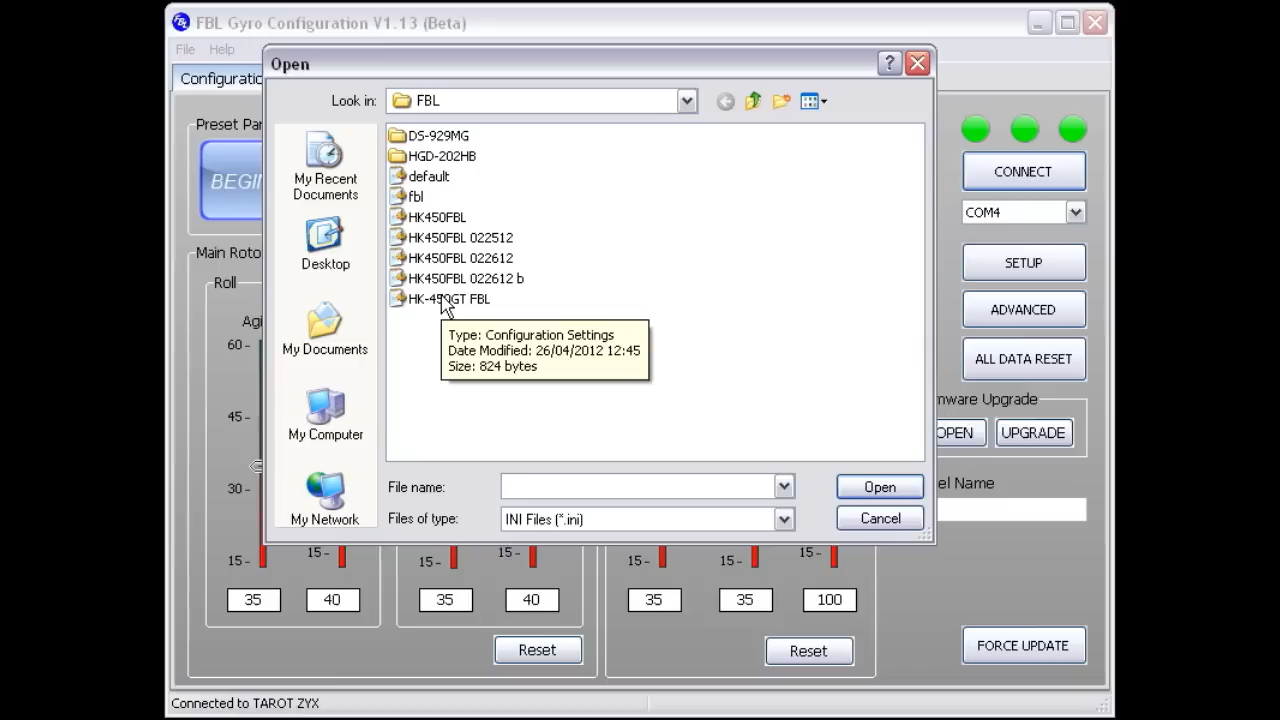 FBL FBL Gyro Configuration V1.13 (Beta)
File Help
Open
? 
Configuratic
Look in: FBL
Preset Par
BEGI
Main Roto
Roll
Agi
60 -
45 -
30 -
15 -
My Recent
Documents
Desktop
My Documents
My Computer
My Network
DS-929MG
HGD-202HB
default
fbl
HK450FBL
HK450FBL 022512
HK450FBL 022612
HK450FBL 022612 b
HK-450GT FBL
Type: Configuration Settings
Date Modified: 26/04/2012 12:45
Size: 824 bytes
File name:
Open
Files of type: INI Files (*.ini)
Cancel
CONNECT
COM4
SETUP
ADVANCED
ALL DATA RESET
mware Upgrade
OPEN UPGRADE
el Name
15 - 15 - 15 - 15 - 15 - 15 -
35 40 35 40 35 35 100
Reset Reset
FORCE UPDATE
Connected to TAROT ZYX